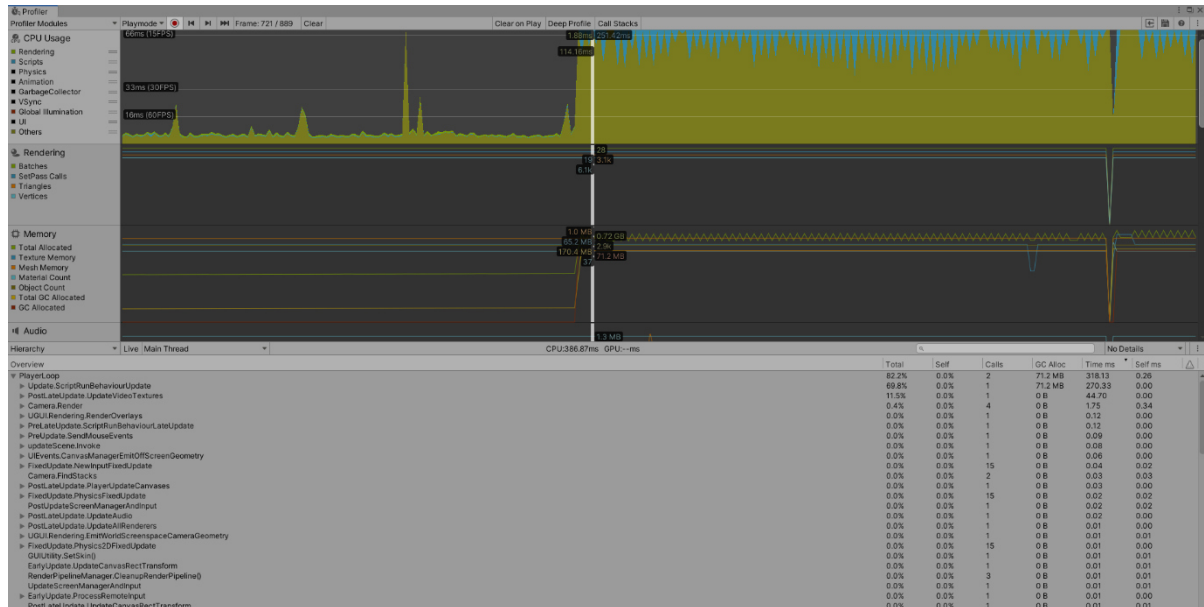 Profiler
Profiler Modules Playmode Frame: 721 / 889 Clear Clear on Play Deep Profile Call Stacks
CPU Usage
Rendering
Scripts
Physics
Animation
GarbageCollector
VSync
Global Illumination
UI
Others
66ms (15FPS)
33ms (30FPS)
16ms (60FPS)
1.88ms 251.42ms
114.16ms
Rendering
Batches
SetPass Calls
Triangles
Vertices
28
19 3.1k
6.1k
Memory
Total Allocated
Texture Memory
Mesh Memory
Material Count
Object Count
Total GC Allocated
GC Allocated
1.0 MB 0.72 GB
65.2 MB 2.9k
170.4 MB 71.2 MB
37
Audio
1.3 MB
Hierarchy Live Main Thread CPU:386.87ms GPU:--ms No Details
Overview Total Self Calls GC Alloc Time ms Self ms
PlayerLoop 82.2% 0.0% 2 71.2 MB 318.13 0.26
Update.ScriptRunBehaviourUpdate 69.8% 0.0% 1 71.2 MB 270.33 0.00
PostLateUpdate.UpdateVideoTextures 11.5% 0.0% 1 0 B 44.70 0.00
Camera.Render 0.4% 0.0% 4 0 B 1.75 0.34
UGUI.Rendering.RenderOverlays 0.0% 0.0% 1 0 B 0.12 0.00
PreLateUpdate.ScriptRunBehaviourLateUpdate 0.0% 0.0% 1 0 B 0.12 0.00
PreUpdate.SendMouseEvents 0.0% 0.0% 1 0 B 0.09 0.00
updateScene.Invoke 0.0% 0.0% 1 0 B 0.08 0.00
UIEvents.CanvasManagerEmitOffScreenGeometry 0.0% 0.0% 1 0 B 0.06 0.00
FixedUpdate.NewInputFixedUpdate 0.0% 0.0% 15 0 B 0.04 0.02
Camera.FindStacks 0.0% 0.0% 2 0 B 0.03 0.03
PostLateUpdate.PlayerUpdateCanvases 0.0% 0.0% 1 0 B 0.03 0.00
FixedUpdate.PhysicsFixedUpdate 0.0% 0.0% 15 0 B 0.02 0.02
PostUpdateScreenManagerAndInput 0.0% 0.0% 1 0 B 0.02 0.02
PostLateUpdate.UpdateAudio 0.0% 0.0% 1 0 B 0.02 0.00
PostLateUpdate.UpdateAllRenderers 0.0% 0.0% 1 0 B 0.01 0.00
UGUI.Rendering.EmitWorldScreenspaceCameraGeometry 0.0% 0.0% 1 0 B 0.01 0.01
FixedUpdate.Physics2DFixedUpdate 0.0% 0.0% 15 0 B 0.01 0.00
GUIUtility.SetSkin() 0.0% 0.0% 1 0 B 0.01 0.01
EarlyUpdate.UpdateCanvasRectTransform 0.0% 0.0% 1 0 B 0.01 0.01
RenderPipelineManager.CleanupRenderPipeline() 0.0% 0.0% 3 0 B 0.01 0.01
UpdateScreenManagerAndInput 0.0% 0.0% 1 0 B 0.01 0.01
EarlyUpdate.ProcessRemoteInput 0.0% 0.0% 1 0 B 0.01 0.00
PostLateUpdate.UpdateCanvasRectTransform 0.0% 0.0% 1 0 B 0.01 0.01